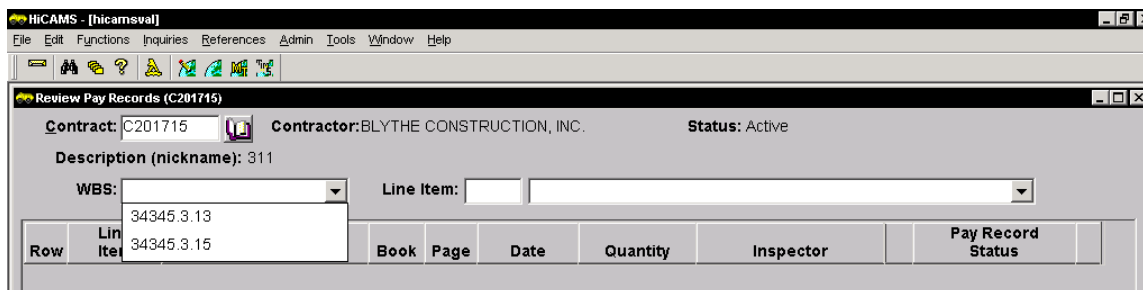 HiCAMS - [hicamsval]
File Edit Functions Inquiries References Admin Tools Window Help
Review Pay Records (C201715)
Contract: C201715 Contractor:BLYTHE CONSTRUCTION, INC. Status: Active
Description (nickname): 311
WBS: Line Item:
34345.3.13
34345.3.15
Row Book Page Date Quantity Inspector Pay Record Status